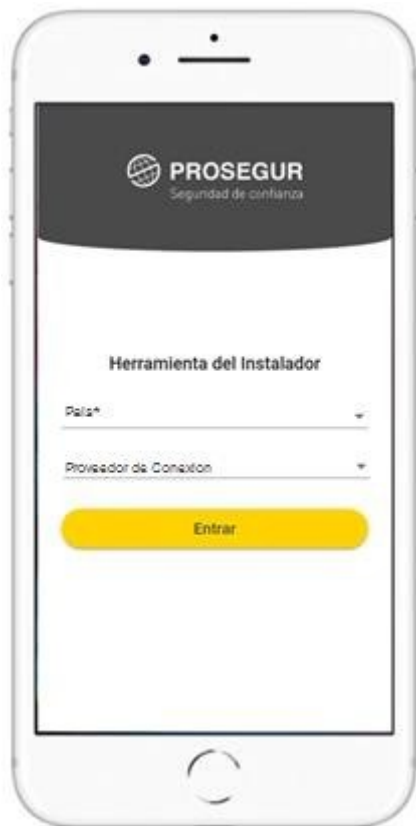 PROSEGUR
Seguridad de confianza
Herramienta del Instalador
País*
Proveedor de Conexion
Entrar